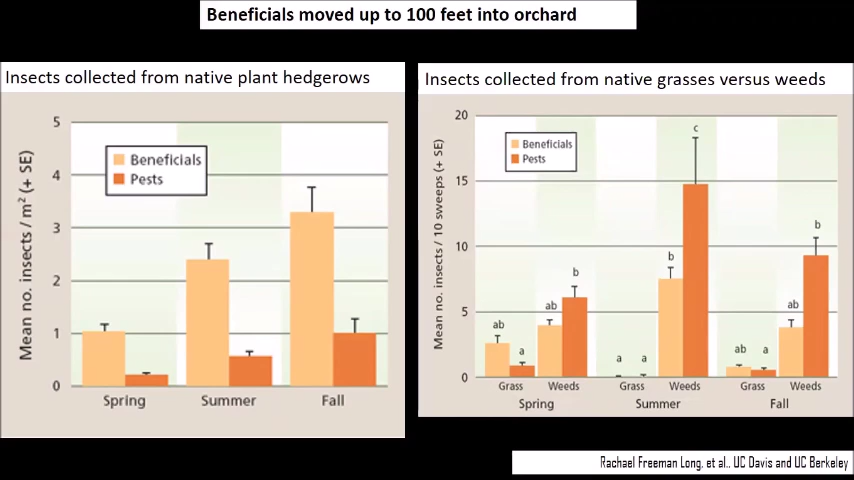 Beneficials moved up to 100 feet into orchard
Insects collected from native plant hedgerows
Mean no. insects / m² (+ SE)
5
4
3
2
1
0
Beneficials
Pests
Spring
Summer
Fall
Insects collected from native grasses versus weeds
Mean no. insects / 10 sweeps (+ SE)
20
15
10
5
0
Beneficials
Pests
ab
a
ab
b
a
a
b
c
ab
a
ab
b
Grass Weeds Grass Weeds Grass Weeds
Spring Summer Fall
Rachael Freeman Long, et al., UC Davis and UC Berkeley